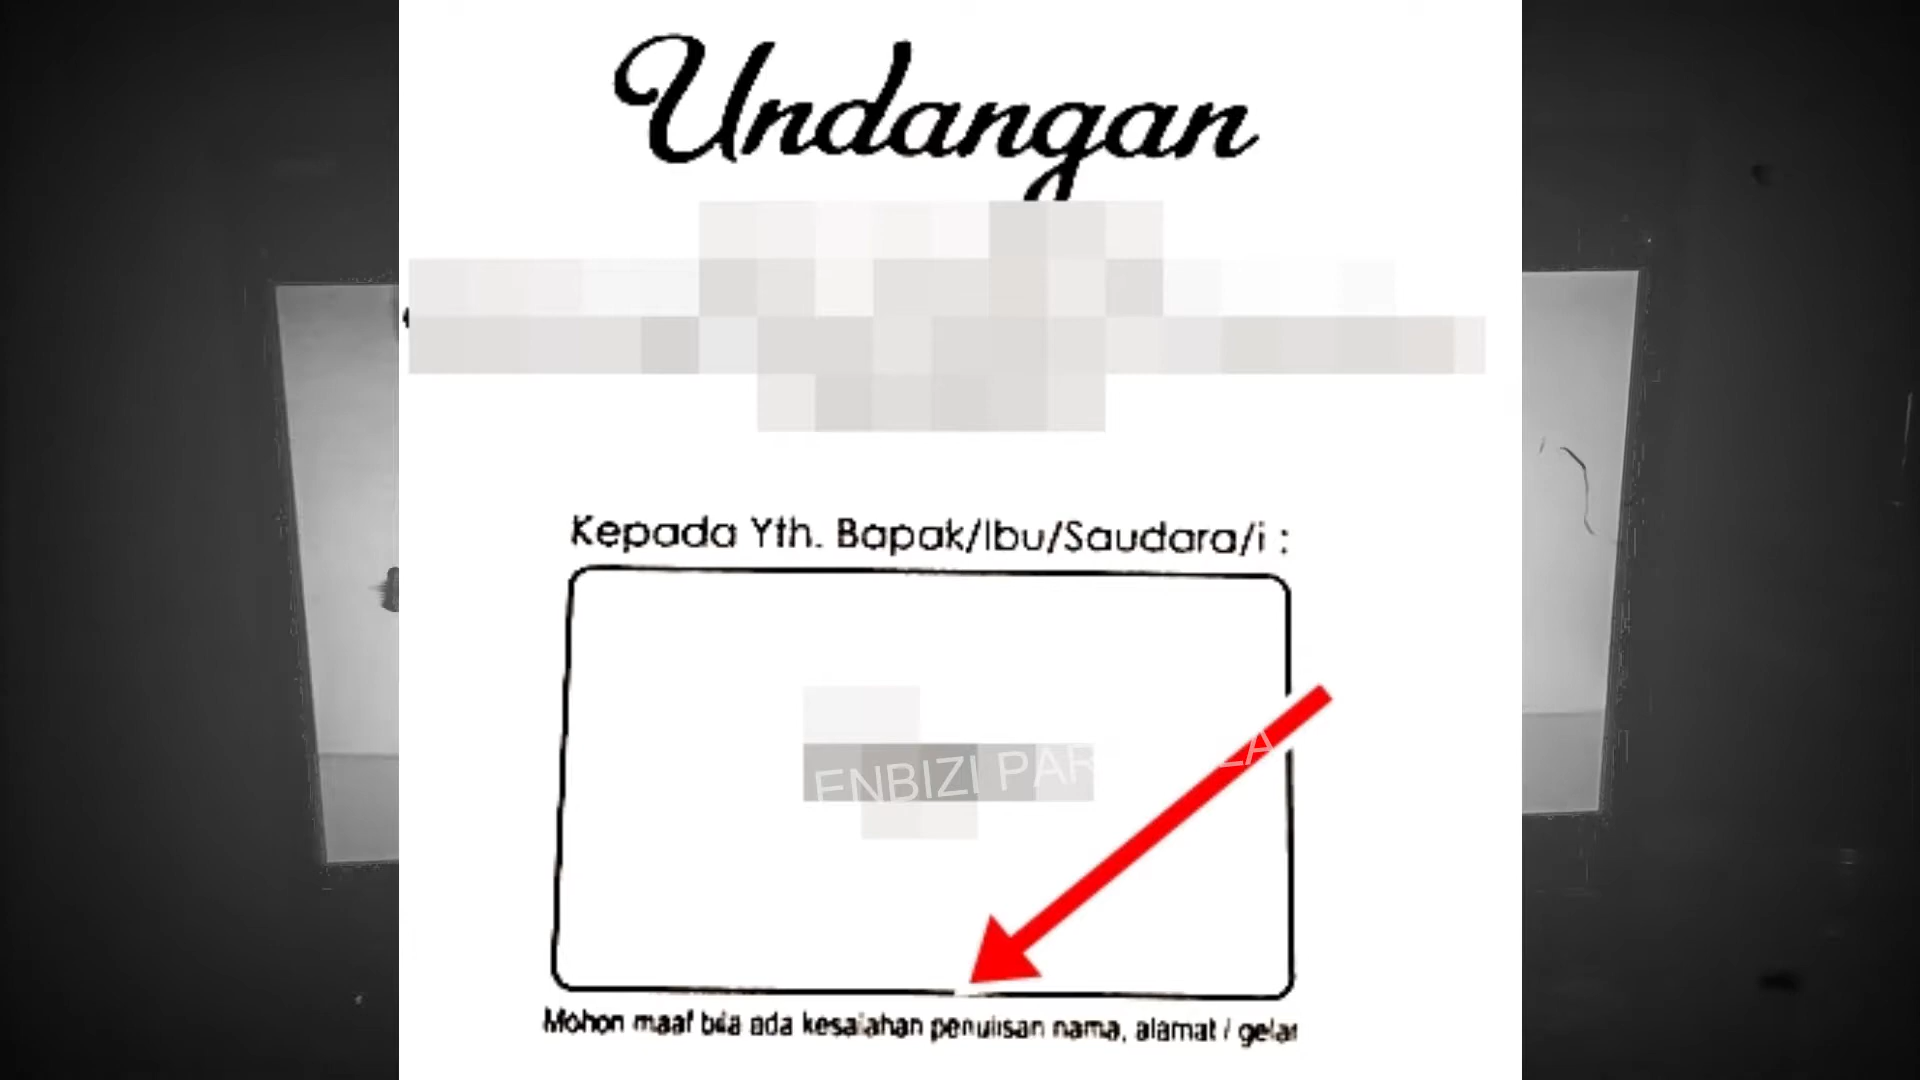 Undangan
Kepada Yth. Bapak/Ibu/Saudara/i :
ENBIZI PAR
Mohon maaf bila ada kesalahan penulisan nama, alamat / gelar